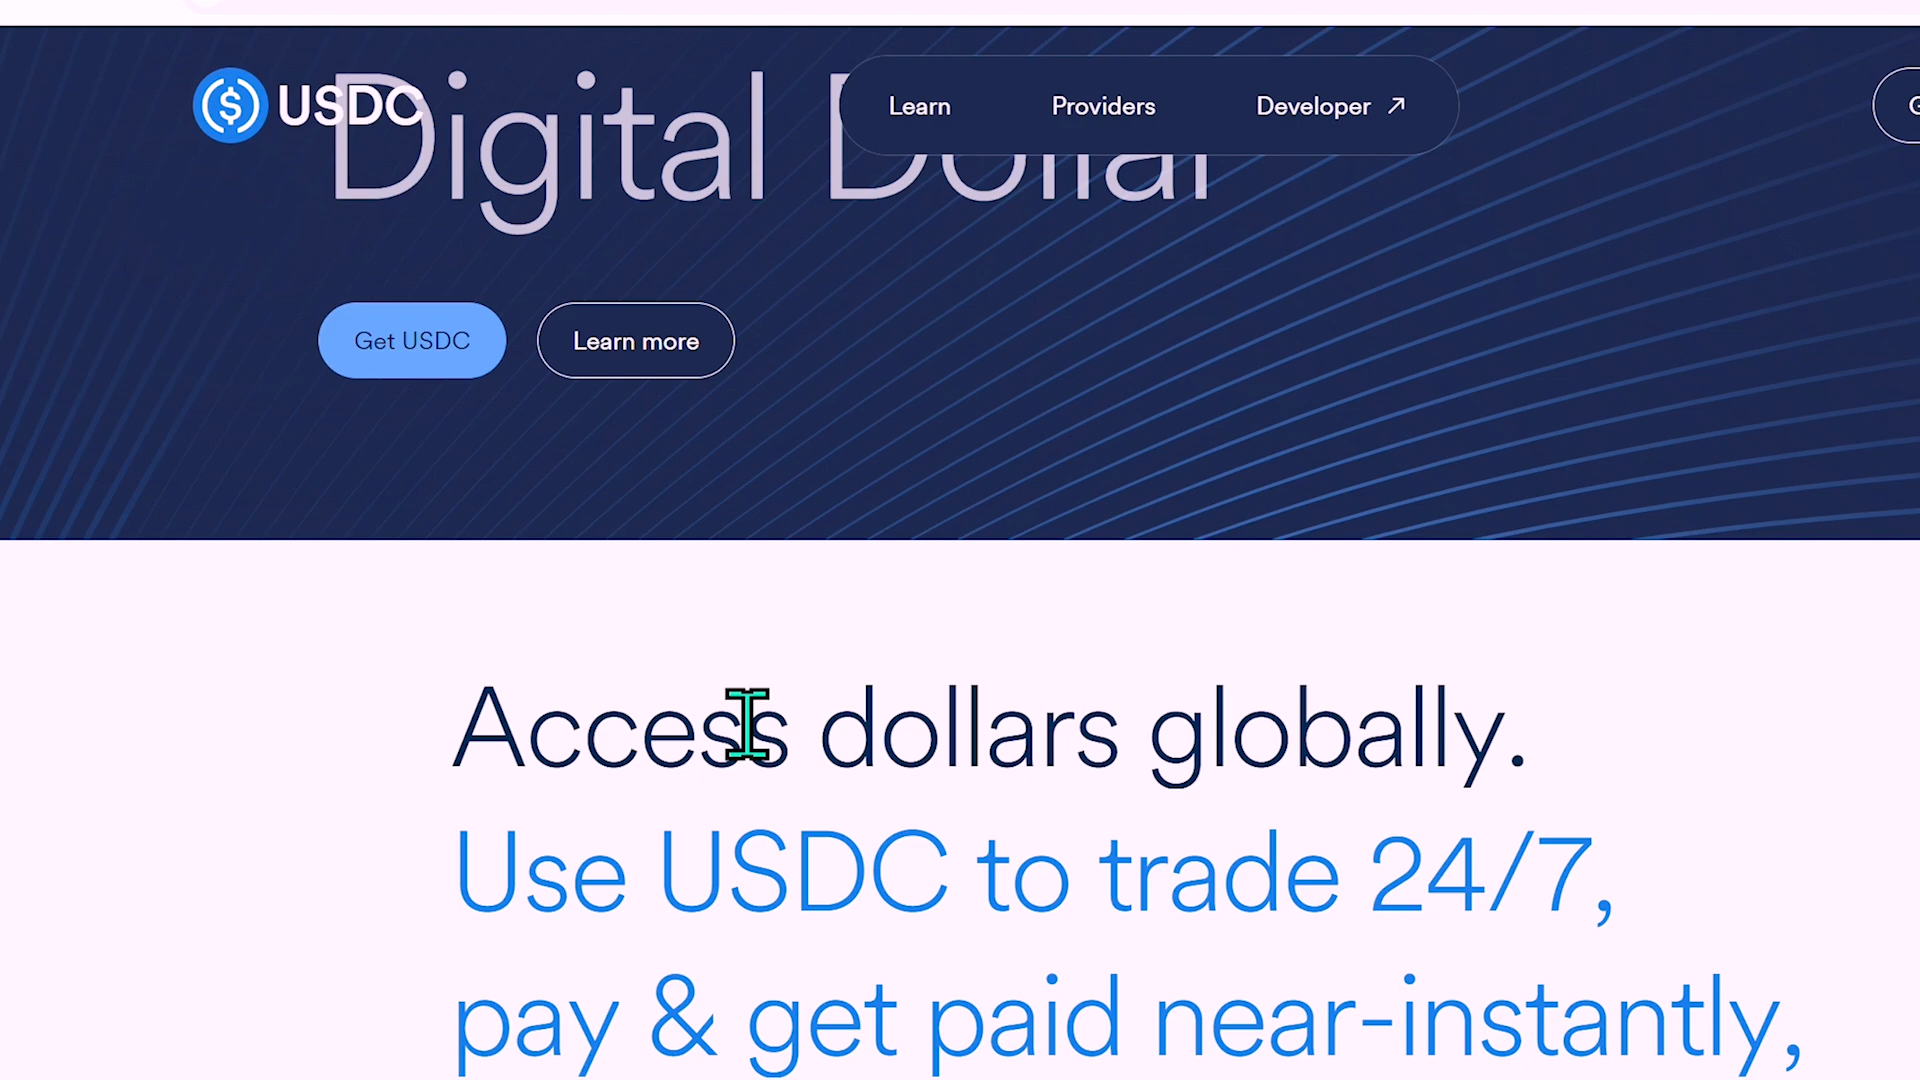 USDC
Learn
Providers
Developer ↗
Digital Dollar
Get USDC
Learn more
Access dollars globally.
Use USDC to trade 24/7,
pay & get paid near-instantly,